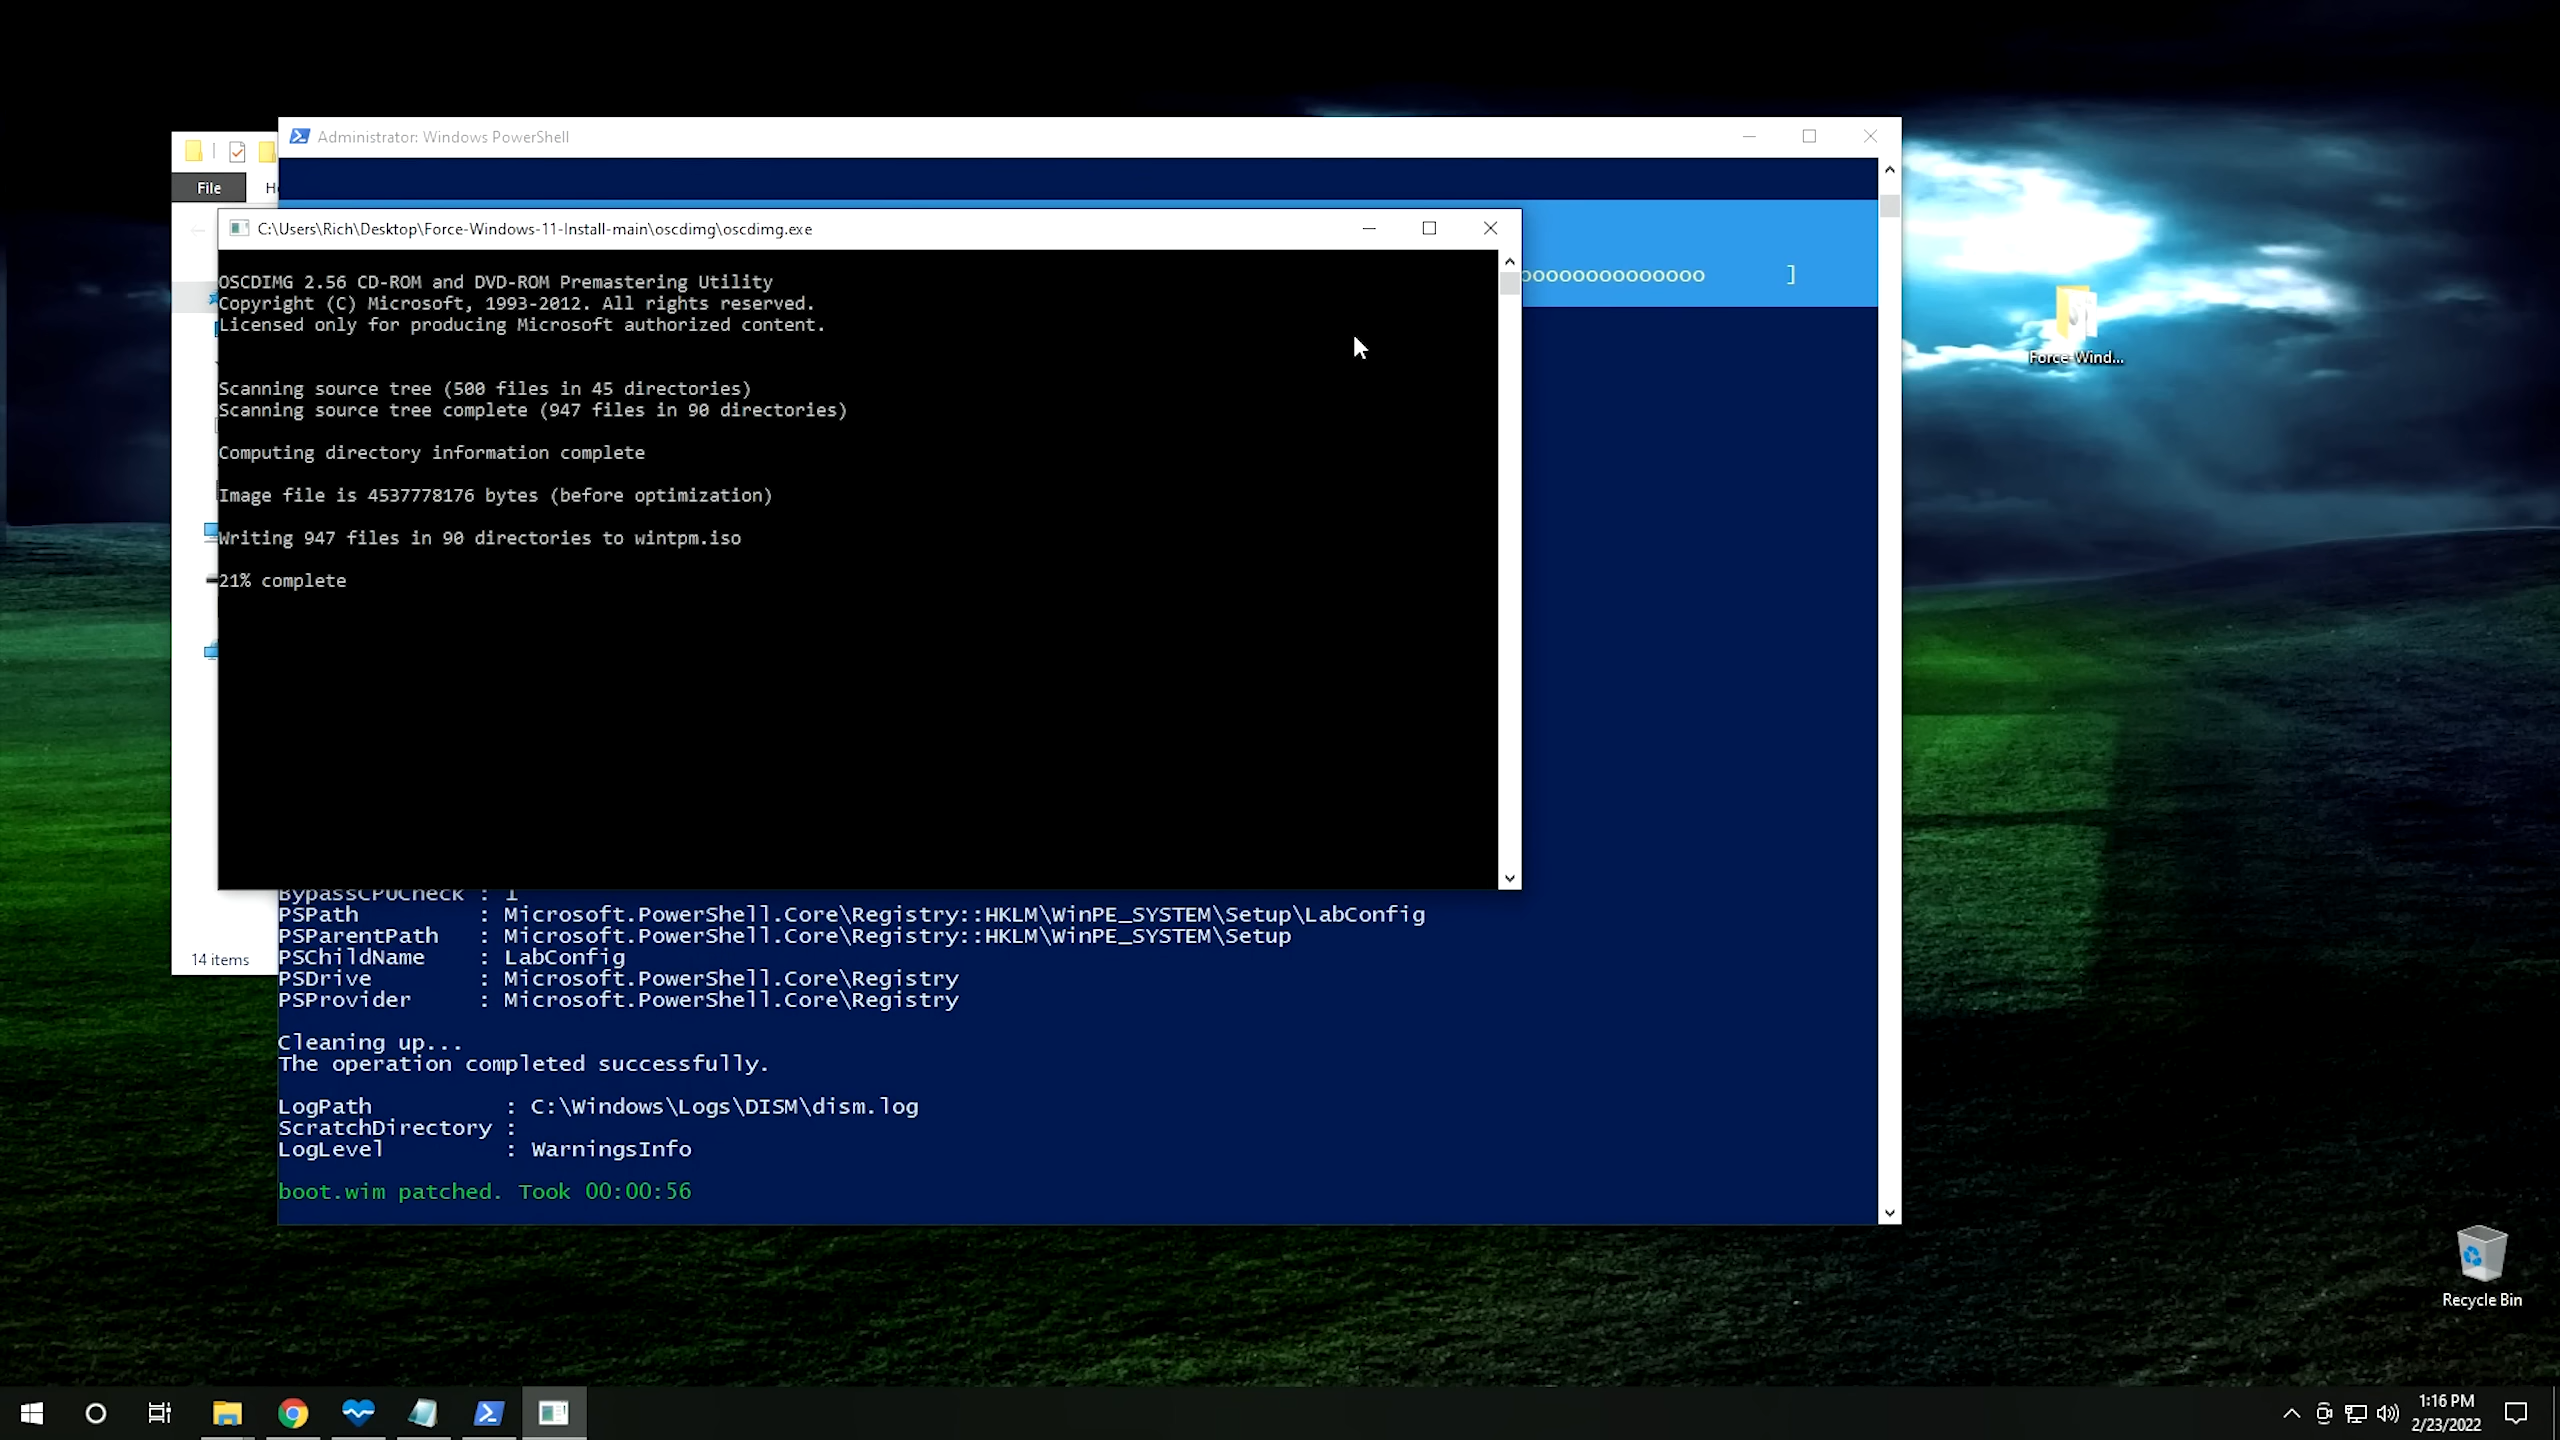 Administrator: Windows PowerShell
File
C:\Users\Rich\Desktop\Force-Windows-11-Install-main\oscdimg\oscdimg.exe
ooooooooooooo ]
OSCDIMG 2.56 CD-ROM and DVD-ROM Premastering Utility
Copyright (C) Microsoft, 1993-2012. All rights reserved.
Licensed only for producing Microsoft authorized content.
Scanning source tree (500 files in 45 directories)
Scanning source tree complete (947 files in 90 directories)
Computing directory information complete
Image file is 4537778176 bytes (before optimization)
Writing 947 files in 90 directories to wintpm.iso
21% complete
Force-Wind...
BypassCPUCheck : 1
PSPath : Microsoft.PowerShell.Core\Registry::HKLM\WinPE_SYSTEM\Setup\LabConfig
PSParentPath : Microsoft.PowerShell.Core\Registry::HKLM\WinPE_SYSTEM\Setup
PSChildName : LabConfig
PSDrive : Microsoft.PowerShell.Core\Registry
PSProvider : Microsoft.PowerShell.Core\Registry
14 items
Cleaning up...
The operation completed successfully.
LogPath : C:\Windows\Logs\DISM\dism.log
ScratchDirectory :
LogLevel : WarningsInfo
boot.wim patched. Took 00:00:56
Recycle Bin
1:16 PM
2/23/2022